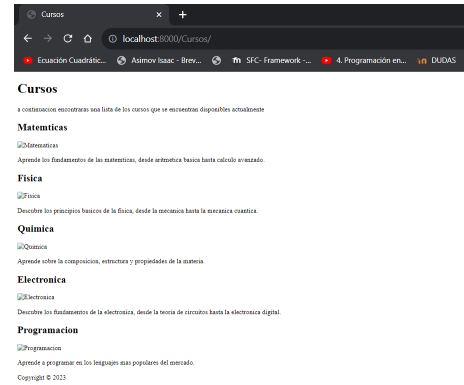 Cursos
localhost:8000/Cursos/
Ecuación Cuadrátic... Asimov Isaac - Brev... SFC- Framework -... 4. Programación en... DUDAS
Cursos
a continuacion encontraras una lista de los cursos que se encuentran disponibles actualmente
Matemticas
Matematicas
Aprende los fundamentos de las matemticas, desde aritmetica basica hasta calculo avanzado.
Fisica
Fisica
Descubre los principios basicos de la fisica, desde la mecanica hasta la mecanica cuantica.
Quimica
Quimica
Aprende sobre la composicion, estructura y propiedades de la materia.
Electronica
Electronica
Descubre los fundamentos de la electronica, desde la teoria de circuitos hasta la electronica digital.
Programacion
Programacion
Aprende a programar en los lenguajes mas populares del mercado.
Copyright © 2023